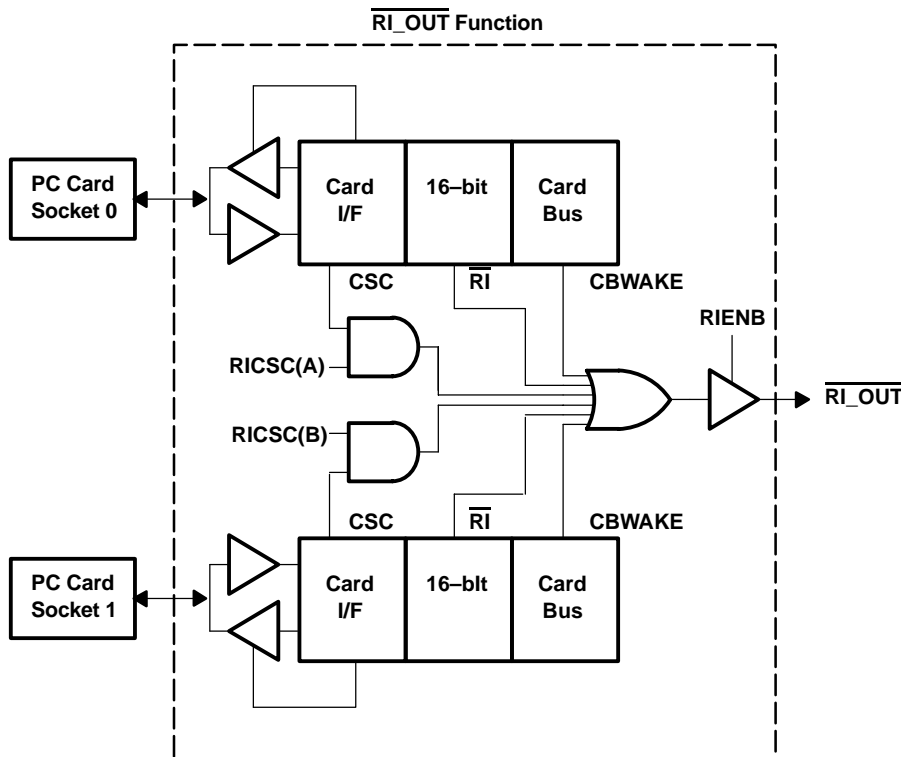 RI_OUT Function
PC Card
Socket 0
Card
I/F
16–bit
Card
Bus
CSC
RI
CBWAKE
RIENB
RICSC(A)
RI_OUT
RICSC(B)
CSC
RI
CBWAKE
PC Card
Socket 1
Card
I/F
16–bIt
Card
Bus